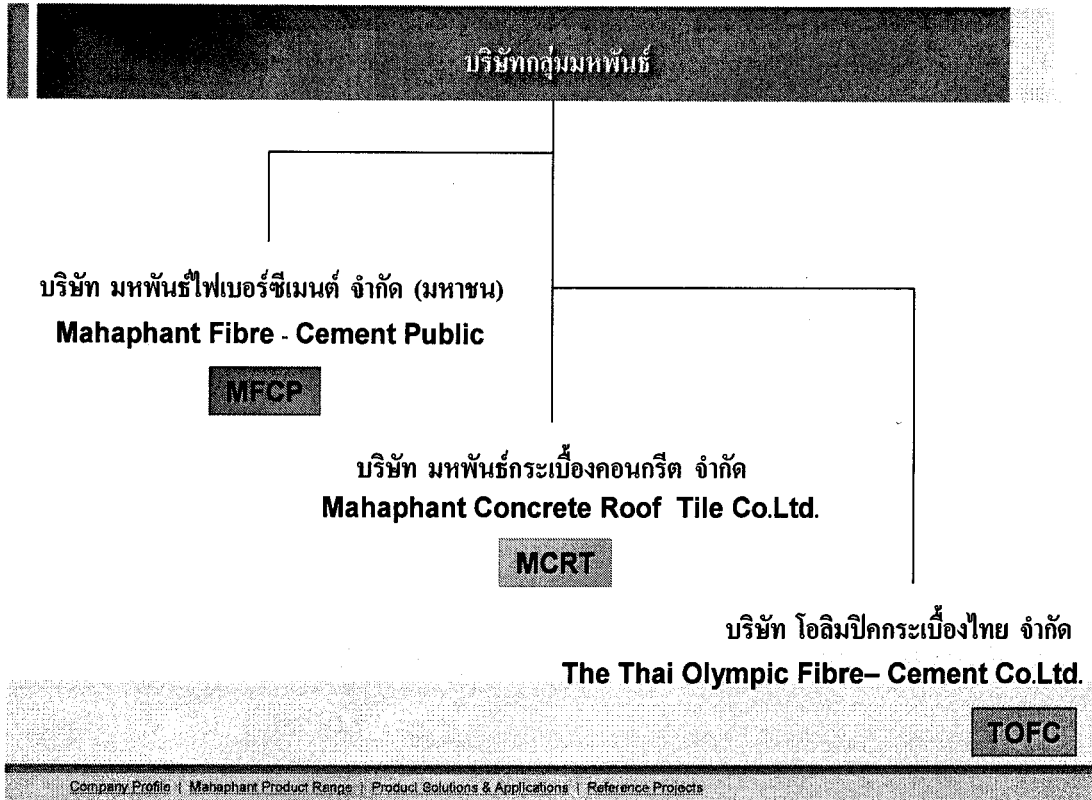 บริษัทกลุ่มมหพันธ์
บริษัท มหพันธ์ไฟเบอร์ซีเมนต์ จำกัด (มหาชน)
Mahaphant Fibre - Cement Public
MFCP
บริษัท มหพันธ์กระเบื้องคอนกรีต จำกัด
Mahaphant Concrete Roof Tile Co.Ltd.
MCRT
บริษัท โอลิมปิคกระเบื้องไทย จำกัด
The Thai Olympic Fibre– Cement Co.Ltd.
TOFC
Company Profile | Mahaphant Product Range | Product Solutions & Applications | Reference Projects